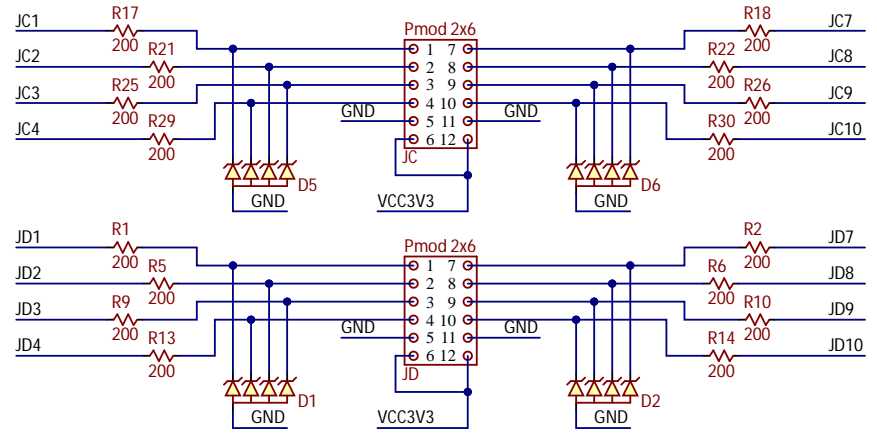 JC1 R17 Pmod 2x6 R18 JC7
200 1 7 200
JC2 R21 R22 JC8
200 2 8 200
JC3 R25 R26 JC9
200 3 9 200
JC4 R29 GND 4 10 GND R30 JC10
200 5 11 200
6 12
JC
D5 D6
GND VCC3V3 GND
JD1 R1 Pmod 2x6 R2 JD7
200 1 7 200
JD2 R5 R6 JD8
200 2 8 200
JD3 R9 R10 JD9
200 3 9 200
JD4 R13 GND 4 10 GND R14 JD10
200 5 11 200
6 12
JD
D1 D2
GND VCC3V3 GND